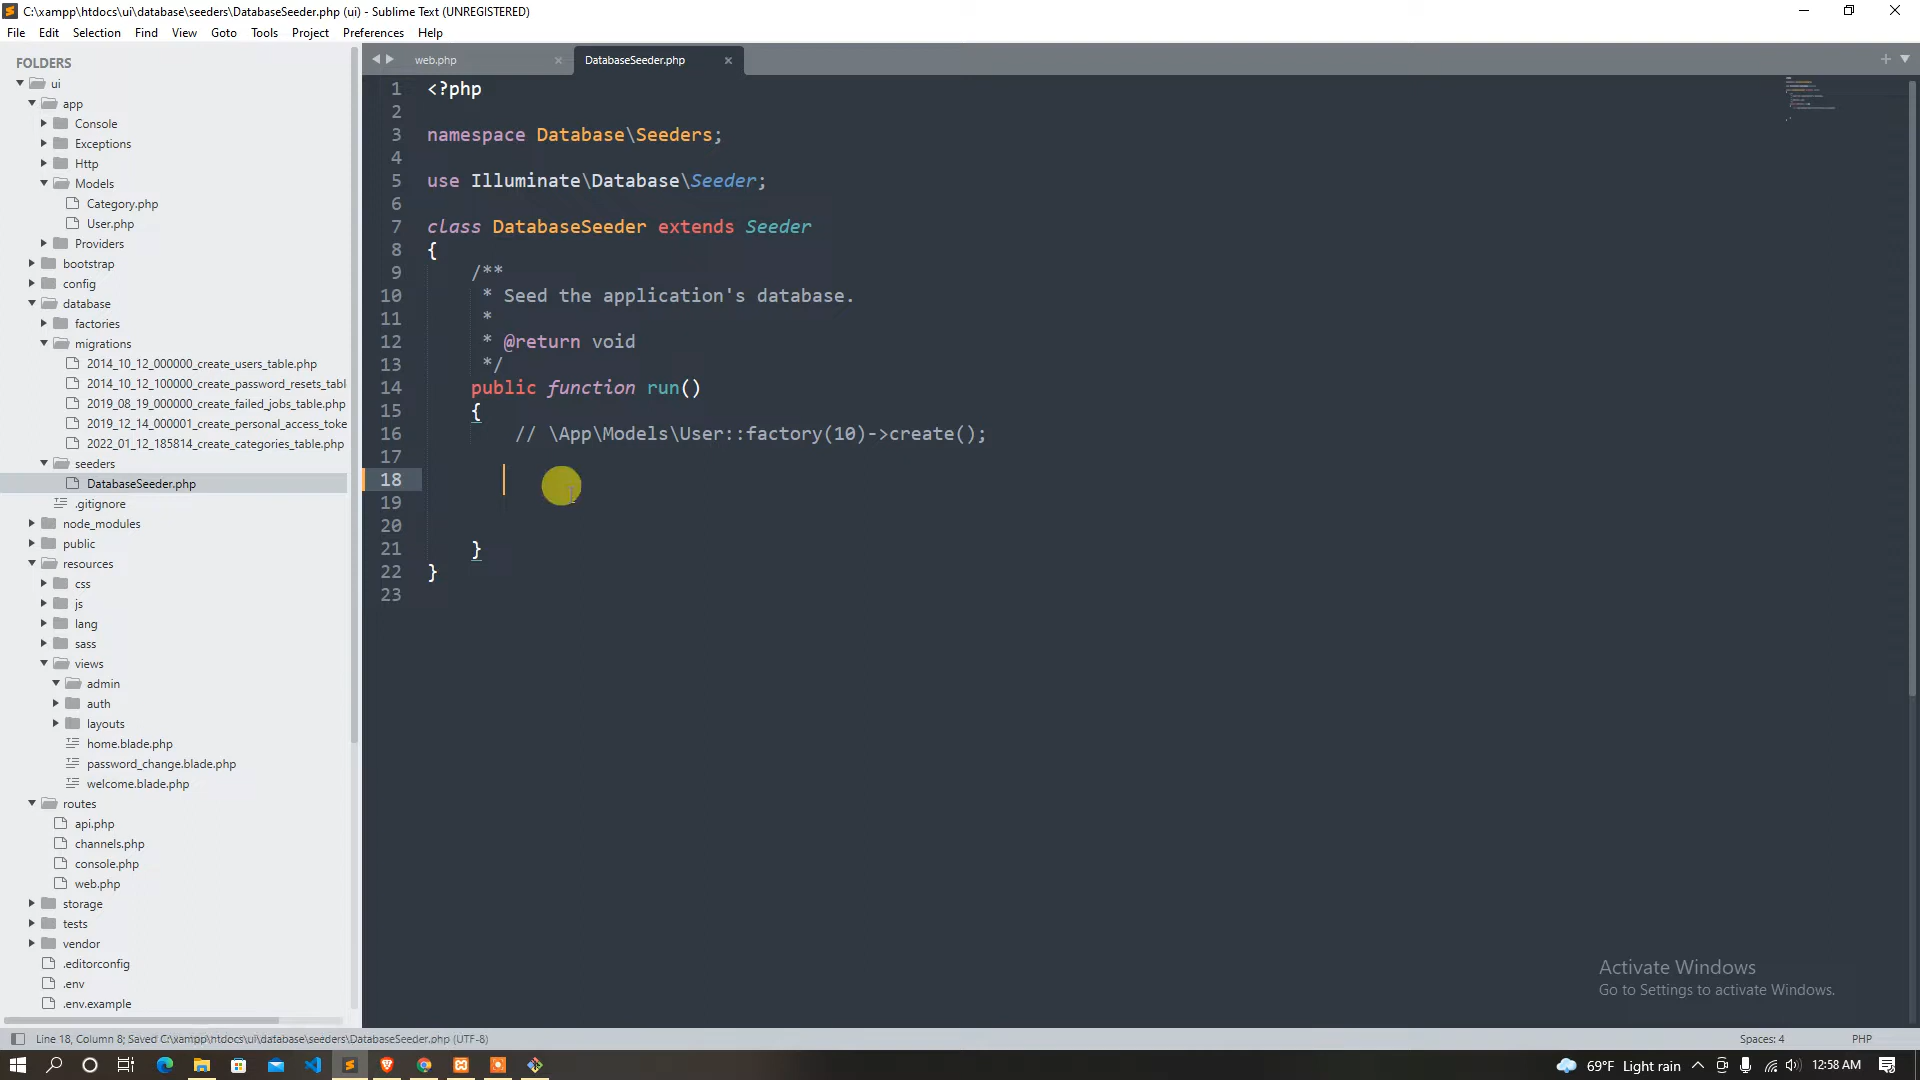 C:\xampp\htdocs\ui\database\seeders\DatabaseSeeder.php (ui) - Sublime Text (UNREGISTERED)
File Edit Selection Find View Goto Tools Project Preferences Help
FOLDERS
ui
app
Console
Exceptions
Http
Models
Category.php
User.php
Providers
bootstrap
config
database
factories
migrations
2014_10_12_000000_create_users_table.php
2014_10_12_100000_create_password_resets_tabl
2019_08_19_000000_create_failed_jobs_table.php
2019_12_14_000001_create_personal_access_toke
2022_01_12_185814_create_categories_table.php
seeders
DatabaseSeeder.php
.gitignore
node_modules
public
resources
css
js
lang
sass
views
admin
auth
layouts
home.blade.php
password_change.blade.php
welcome.blade.php
routes
api.php
channels.php
console.php
web.php
storage
tests
vendor
.editorconfig
.env
.env.example
web.php DatabaseSeeder.php
1 <?php
2
3 namespace Database\Seeders;
4
5 use Illuminate\Database\Seeder;
6
7 class DatabaseSeeder extends Seeder
8 {
9 /**
10 * Seed the application's database.
11 *
12 * @return void
13 */
14 public function run()
15 {
16 // \App\Models\User::factory(10)->create();
17
18
19
20
21 }
22 }
23
Activate Windows
Go to Settings to activate Windows.
Line 18, Column 8; Saved C:\xampp\htdocs\ui\database\seeders\DatabaseSeeder.php (UTF-8) Spaces: 4 PHP
69°F Light rain 12:58 AM